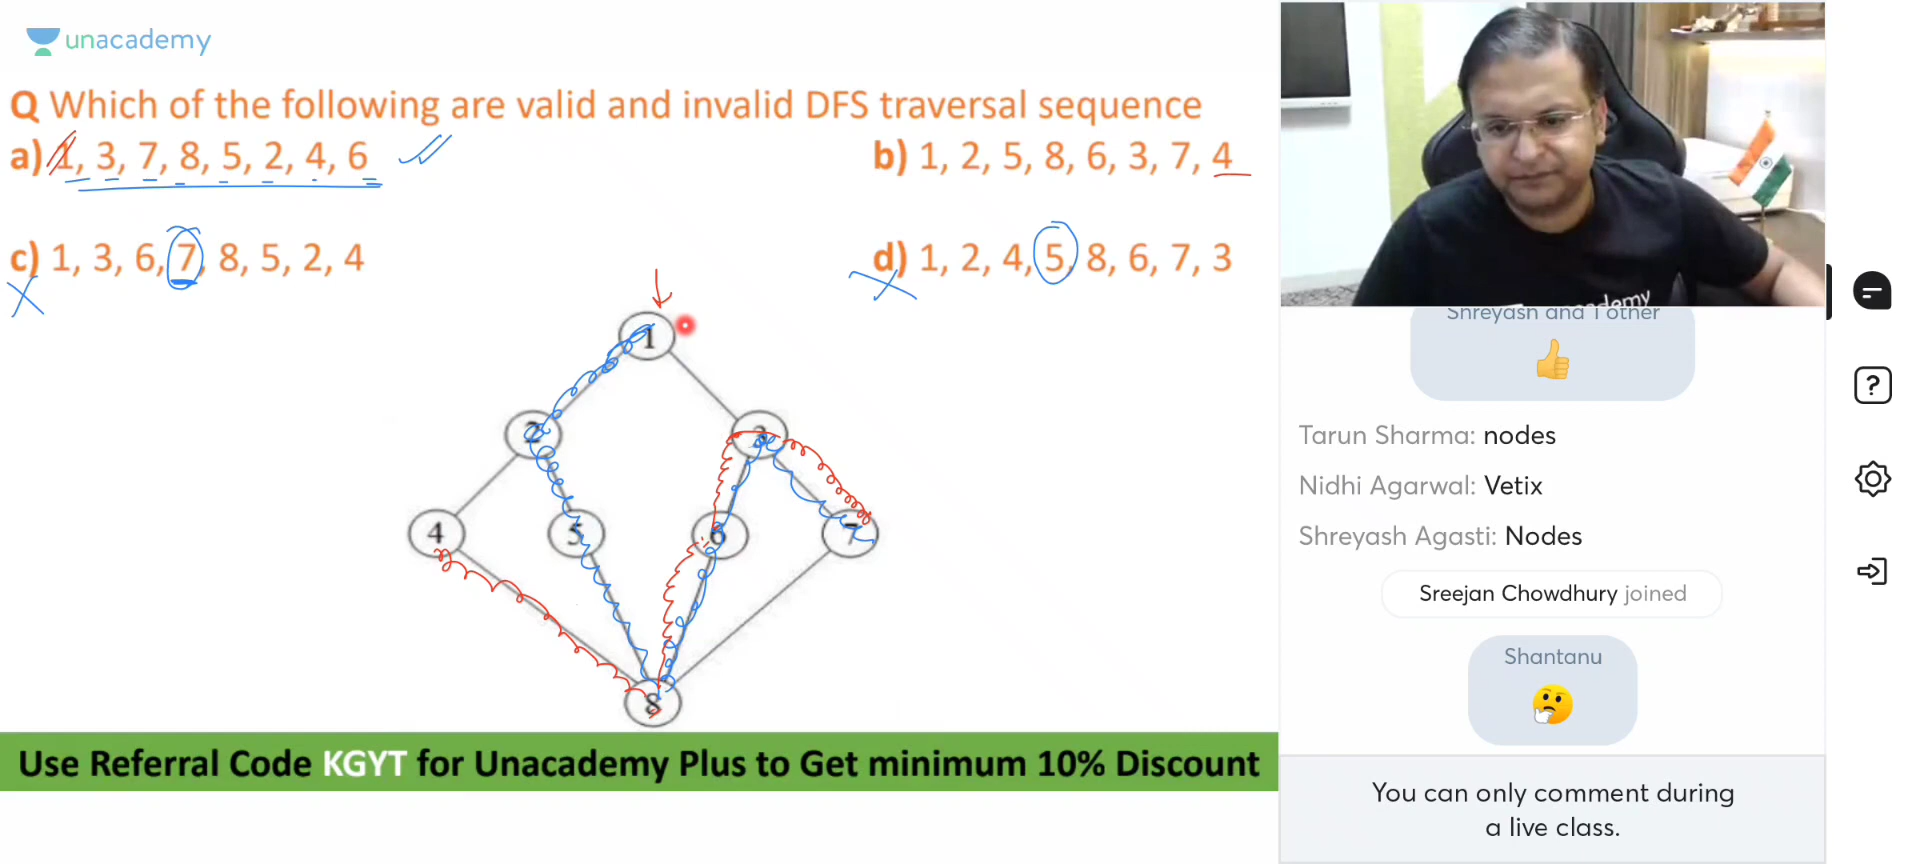 unacademy
Q Which of the following are valid and invalid DFS traversal sequence
a) 1, 3, 7, 8, 5, 2, 4, 6
b) 1, 2, 5, 8, 6, 3, 7, 4
c) 1, 3, 6, 7, 8, 5, 2, 4
d) 1, 2, 4, 5, 8, 6, 7, 3
1
2
3
4
5
6
7
8
Use Referral Code KGYT for Unacademy Plus to Get minimum 10% Discount
Shreyash and 1 other
Tarun Sharma: nodes
Nidhi Agarwal: Vetix
Shreyash Agasti: Nodes
Sreejan Chowdhury joined
Shantanu
You can only comment during
a live class.
?